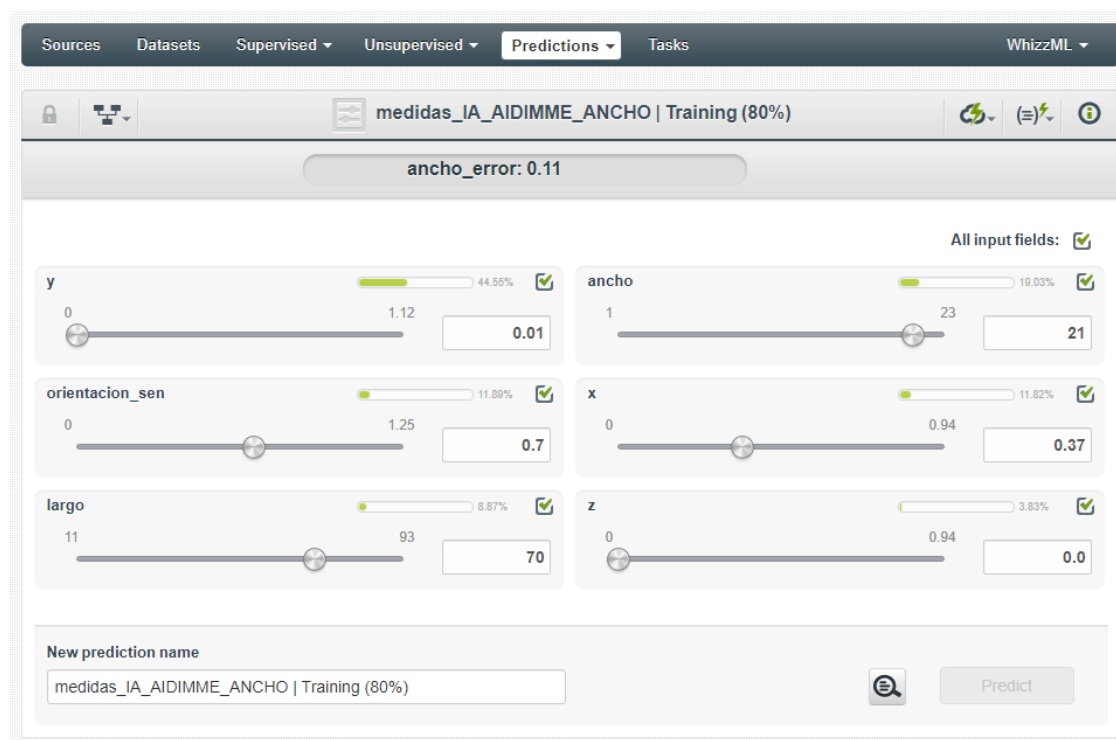 Sources Datasets Supervised Unsupervised Predictions Tasks WhizzML
medidas_IA_AIDIMME_ANCHO | Training (80%)
ancho_error: 0.11
All input fields:
y 44.55%
0 1.12
0.01
ancho 19.03%
1 23
21
orientacion_sen 11.89%
0 1.25
0.7
x 11.82%
0 0.94
0.37
largo 8.87%
11 93
70
z 3.83%
0 0.94
0.0
New prediction name
medidas_IA_AIDIMME_ANCHO | Training (80%)
Predict